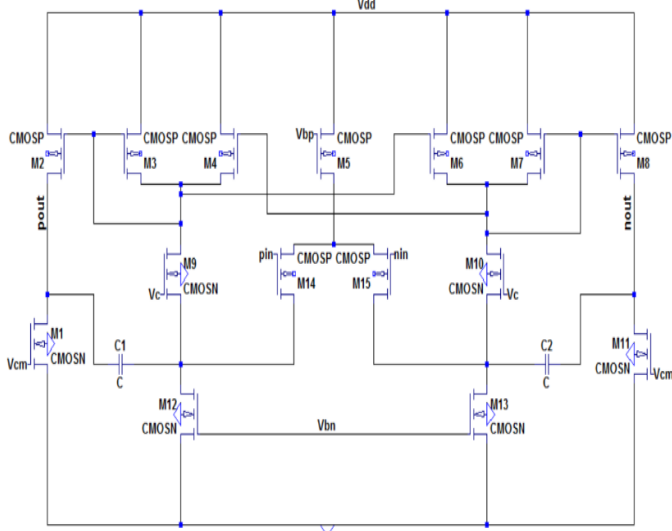 Vdd
CMOSP
M2
CMOSP
M3
CMOSP
M4
Vbp
CMOSP
M5
CMOSP
M6
CMOSP
M7
CMOSP
M8
pout
nout
M9
CMOSN
Vc
pin
CMOSP
M14
CMOSP
M15
nin
M10
CMOSN
Vc
M1
CMOSN
Vcm
C1
C
C2
C
M11
CMOSN
Vcm
M12
CMOSN
Vbn
M13
CMOSN